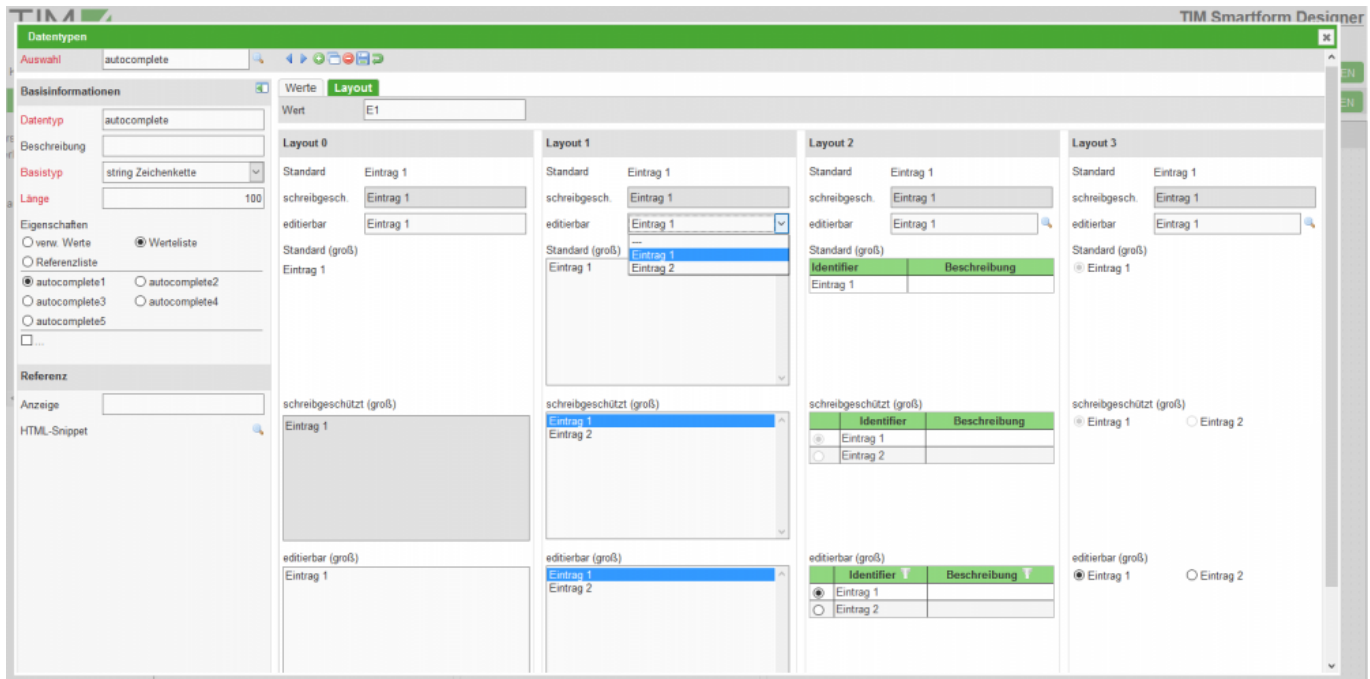 TIM
TIM Smartform Designer
Datentypen
Auswahl autocomplete
EN
EN
Basisinformationen
Datentyp autocomplete
Beschreibung
Basistyp string Zeichenkette
Länge 100
Eigenschaften
verw. Werte Werteliste
Referenzliste
autocomplete1 autocomplete2
autocomplete3 autocomplete4
autocomplete5
...
Referenz
Anzeige
HTML-Snippet
Werte Layout
Wert E1
Layout 0
Standard Eintrag 1
schreibgesch. Eintrag 1
editierbar Eintrag 1
Standard (groß)
Eintrag 1
schreibgeschützt (groß)
Eintrag 1
editierbar (groß)
Eintrag 1
Layout 1
Standard Eintrag 1
schreibgesch. Eintrag 1
editierbar Eintrag 1
---
Eintrag 1
Eintrag 2
Standard (groß)
Eintrag 1
schreibgeschützt (groß)
Eintrag 1
Eintrag 2
editierbar (groß)
Eintrag 1
Eintrag 2
Layout 2
Standard Eintrag 1
schreibgesch. Eintrag 1
editierbar Eintrag 1
Standard (groß)
Identifier Beschreibung
Eintrag 1
schreibgeschützt (groß)
Identifier Beschreibung
Eintrag 1
Eintrag 2
editierbar (groß)
Identifier Beschreibung
Eintrag 1
Eintrag 2
Layout 3
Standard Eintrag 1
schreibgesch. Eintrag 1
editierbar Eintrag 1
Standard (groß)
Eintrag 1
schreibgeschützt (groß)
Eintrag 1 Eintrag 2
editierbar (groß)
Eintrag 1 Eintrag 2